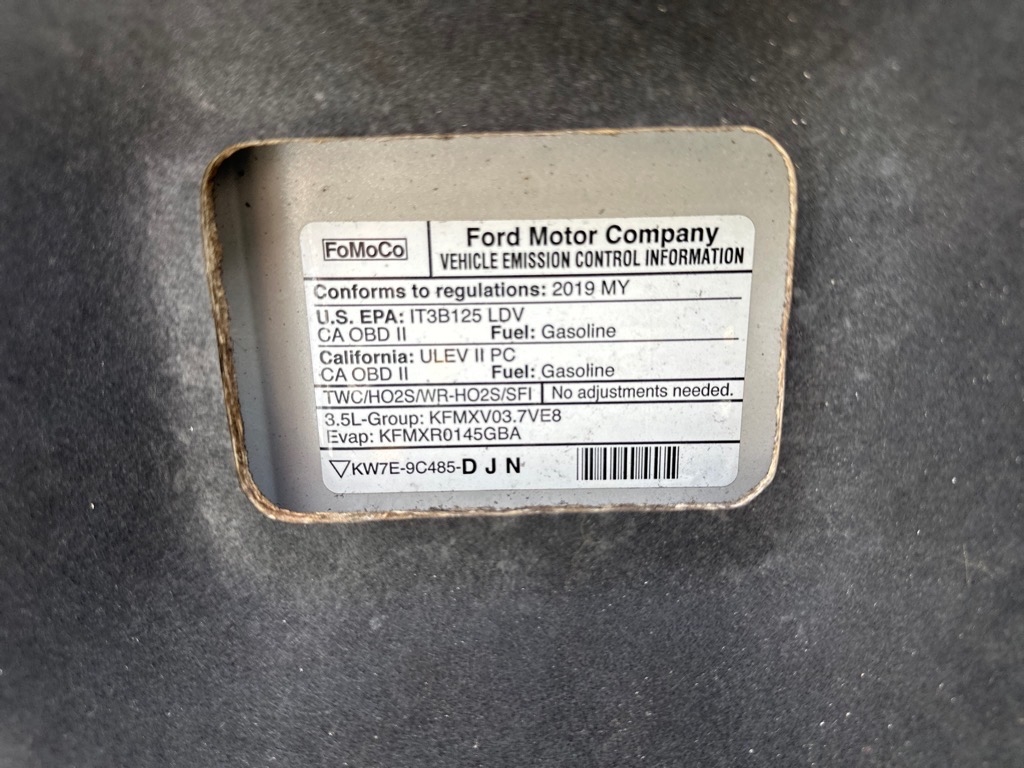 FoMoCo
Ford Motor Company
VEHICLE EMISSION CONTROL INFORMATION
Conforms to regulations: 2019 MY
U.S. EPA: IT3B125 LDV
CA OBD II Fuel: Gasoline
California: ULEV II PC
CA OBD II Fuel: Gasoline
TWC/HO2S/WR-HO2S/SFI No adjustments needed.
3.5L-Group: KFMXV03.7VE8
Evap: KFMXR0145GBA
▽KW7E-9C485-D J N